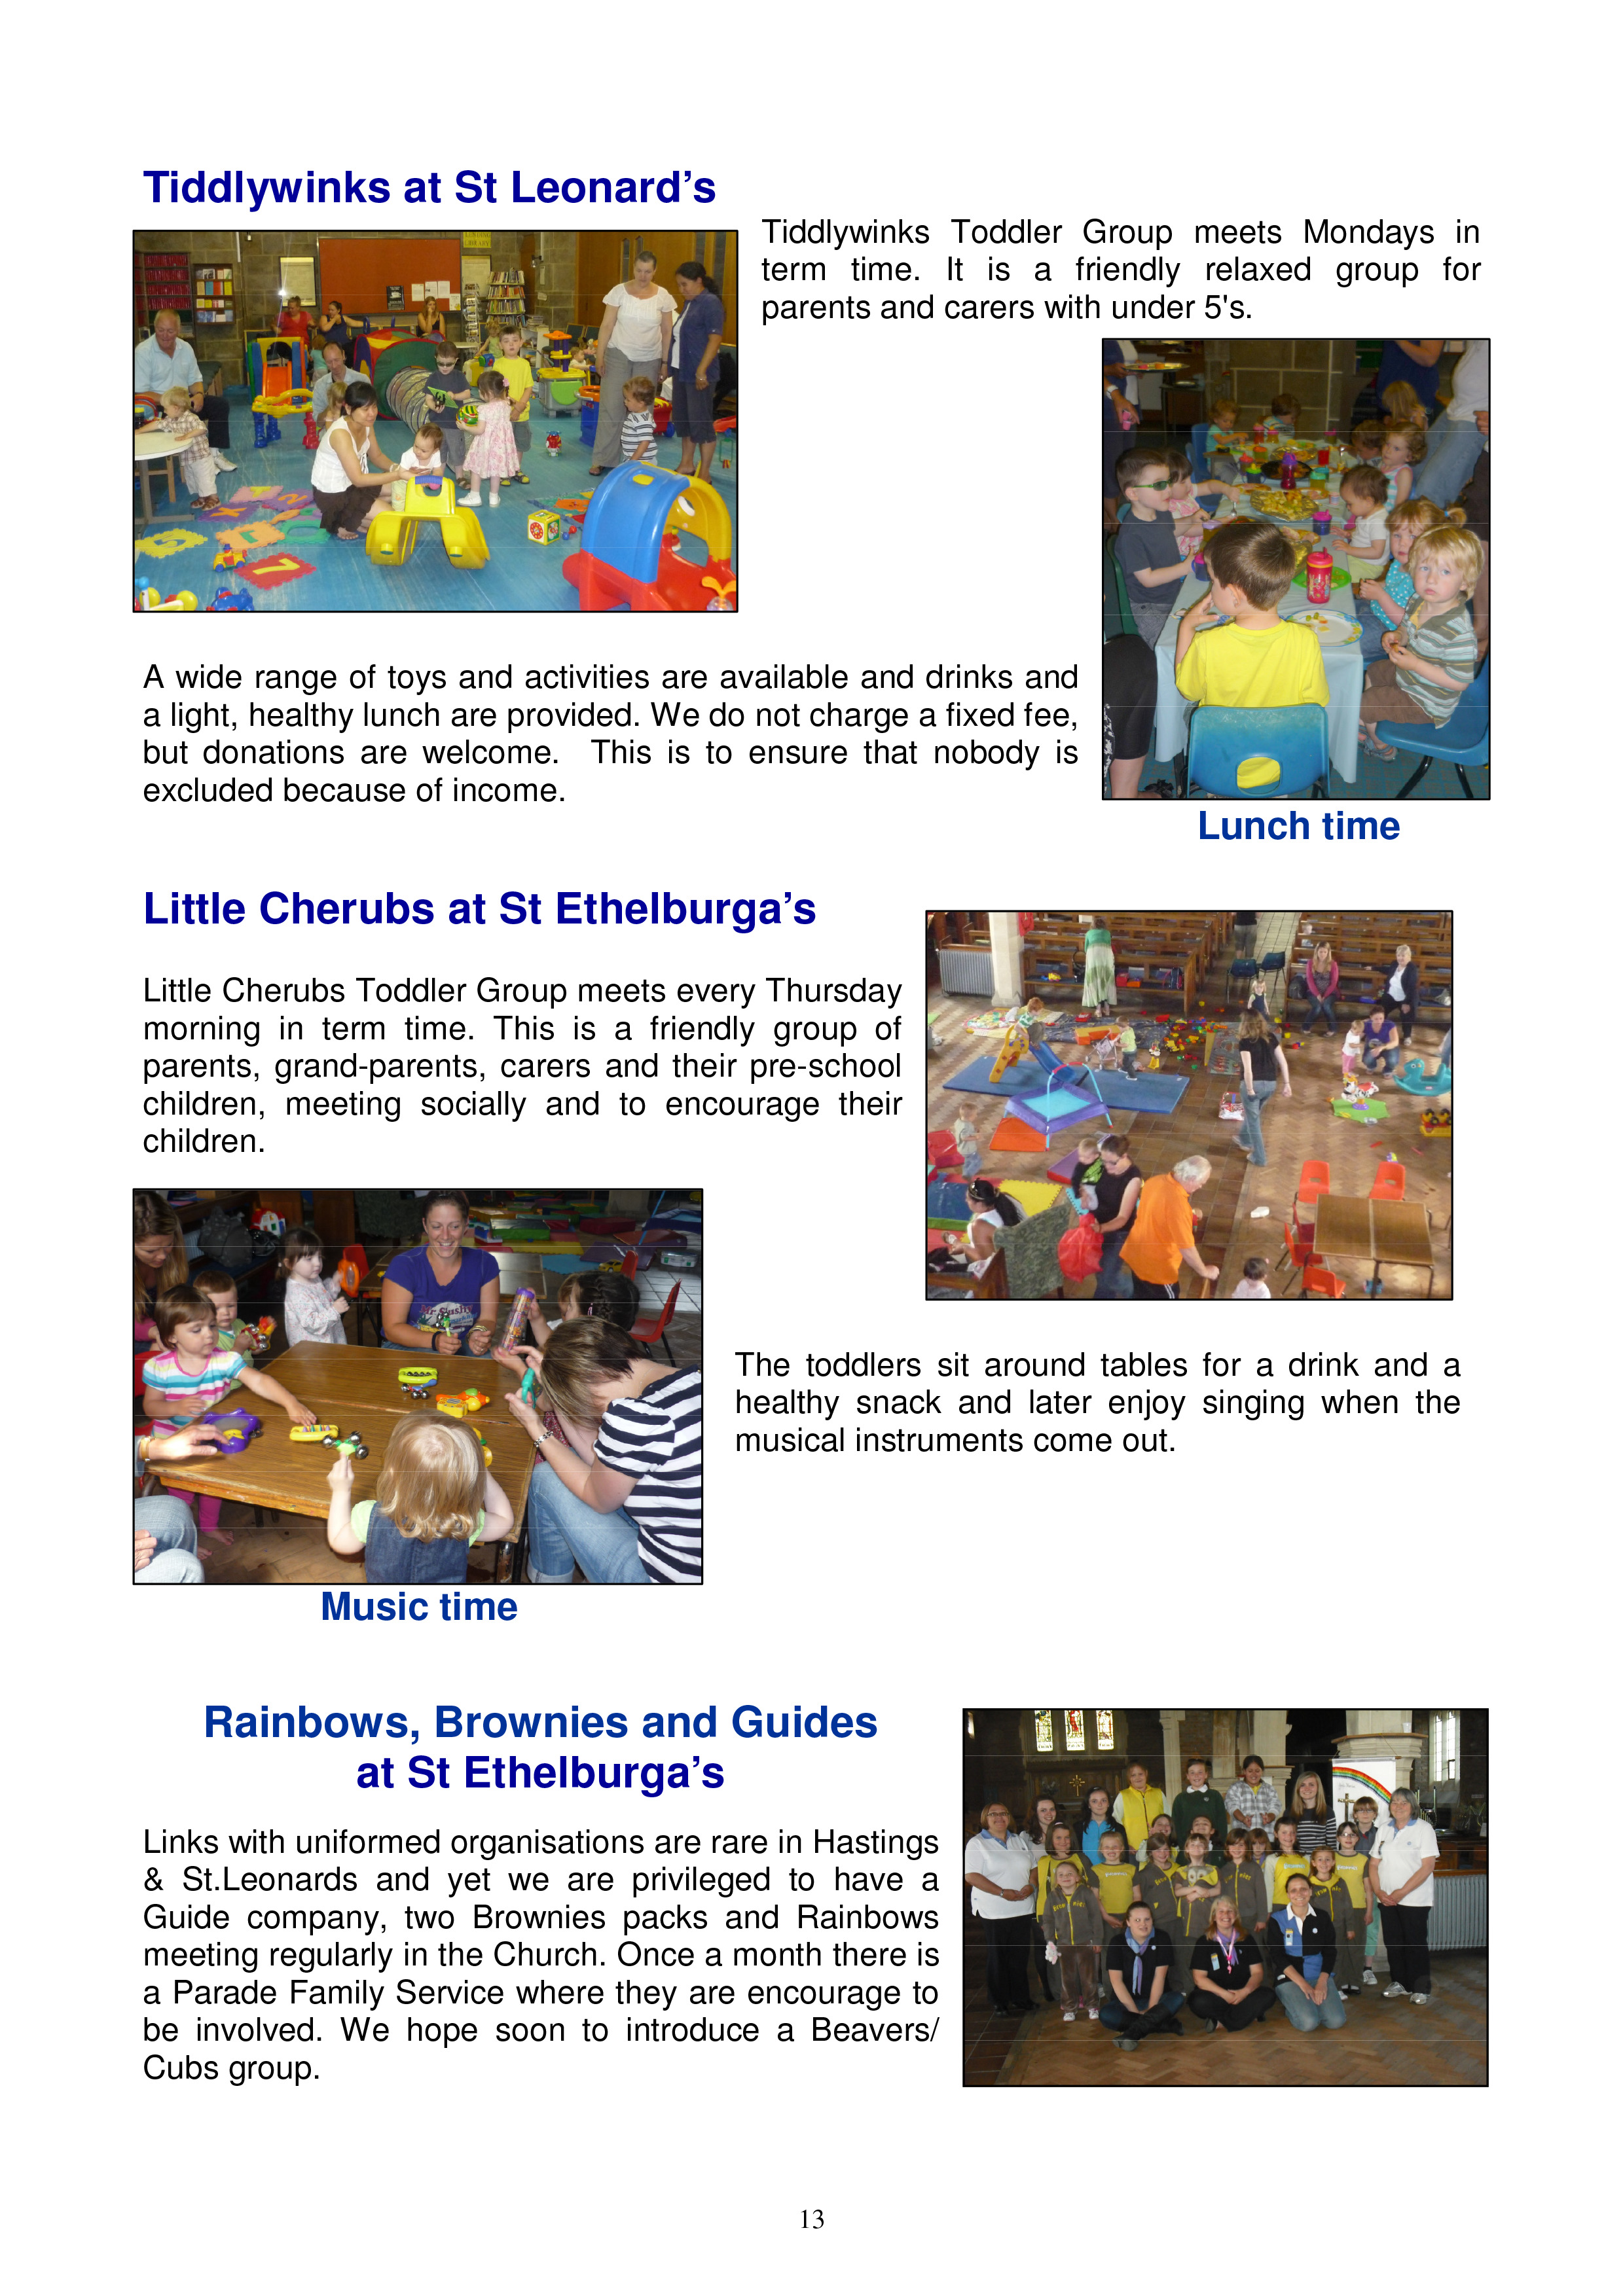 Tiddlywinks at St Leonard’s
Tiddlywinks Toddler Group meets Mondays in
term time. It is a friendly relaxed group for
parents and carers with under 5's.
A wide range of toys and activities are available and drinks and
a light, healthy lunch are provided. We do not charge a fixed fee,
but donations are welcome.  This is to ensure that nobody is
excluded because of income.
Lunch time
Little Cherubs at St Ethelburga’s
Little Cherubs Toddler Group meets every Thursday
morning in term time. This is a friendly group of
parents, grand-parents, carers and their pre-school
children, meeting socially and to encourage their
children.
The toddlers sit around tables for a drink and a
healthy snack and later enjoy singing when the
musical instruments come out.
Music time
Rainbows, Brownies and Guides
at St Ethelburga’s
Links with uniformed organisations are rare in Hastings
& St.Leonards and yet we are privileged to have a
Guide company, two Brownies packs and Rainbows
meeting regularly in the Church. Once a month there is
a Parade Family Service where they are encourage to
be involved. We hope soon to introduce a Beavers/
Cubs group.
13